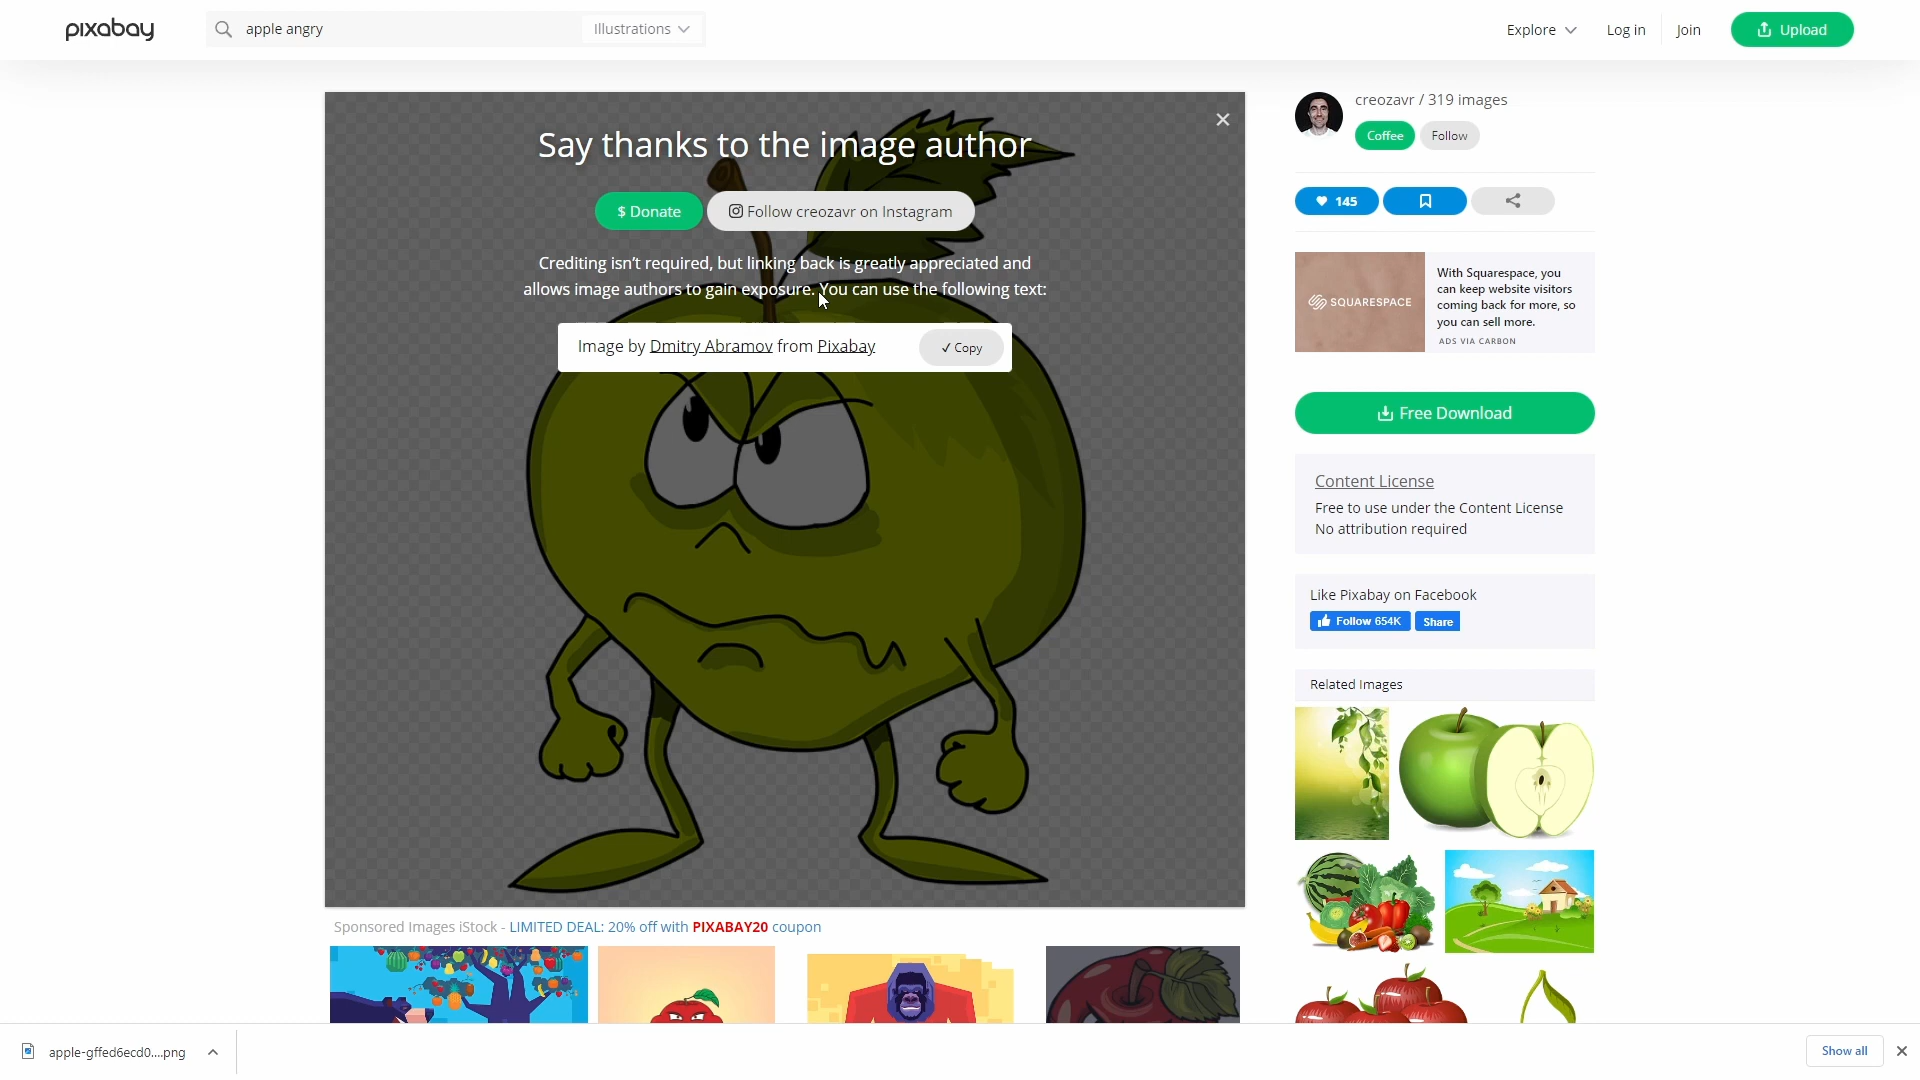 pixabay
apple angry
Illustrations
Explore
Log in
Join
Upload
Say thanks to the image author
$ Donate
Follow creozavr on Instagram
Crediting isn't required, but linking back is greatly appreciated and
allows image authors to gain exposure. You can use the following text:
Image by Dmitry Abramov from Pixabay
✓ Copy
creozavr / 319 images
Coffee
Follow
145
SQUARESPACE
With Squarespace, you
can keep website visitors
coming back for more, so
you can sell more.
ADS VIA CARBON
Free Download
Content License
Free to use under the Content License
No attribution required
Like Pixabay on Facebook
Follow 654K
Share
Related Images
Sponsored Images iStock - LIMITED DEAL: 20% off with PIXABAY20 coupon
apple-gffed6ecd0....png
Show all